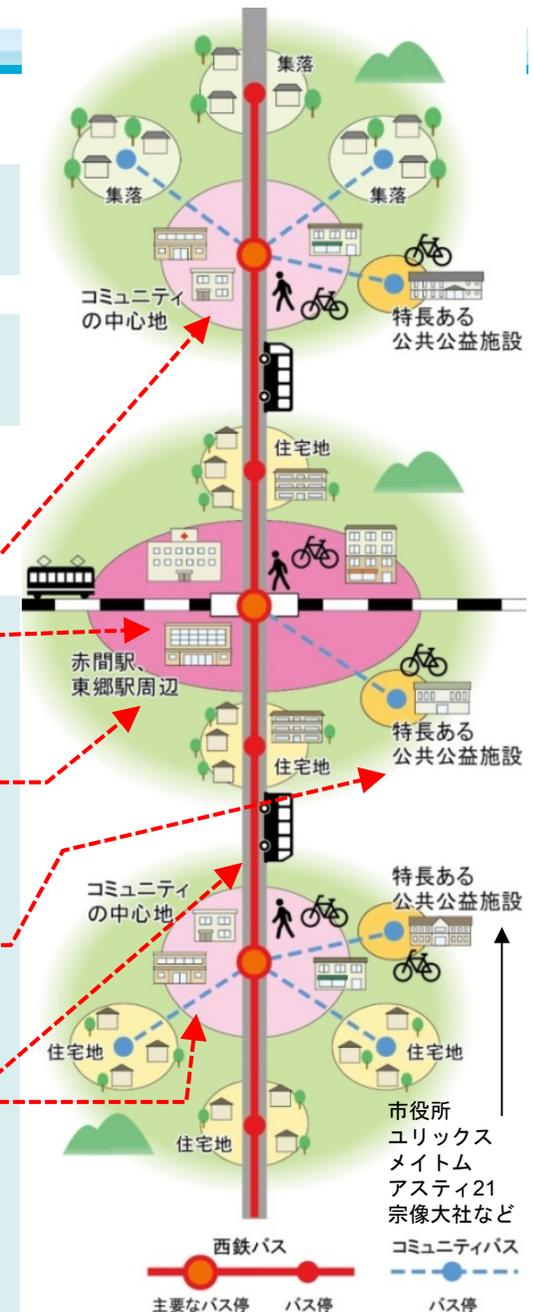 集落
集落
集落
コミュニティ
の中心地
特長ある
公共公益施設
住宅地
赤間駅、
東郷駅周辺
特長ある
公共公益施設
住宅地
コミュニティ
の中心地
特長ある
公共公益施設
住宅地
住宅地
住宅地
市役所
ユリックス
メイトム
アスティ21
宗像大社など
西鉄バス
コミュニティバス
主要なバス停
バス停
バス停